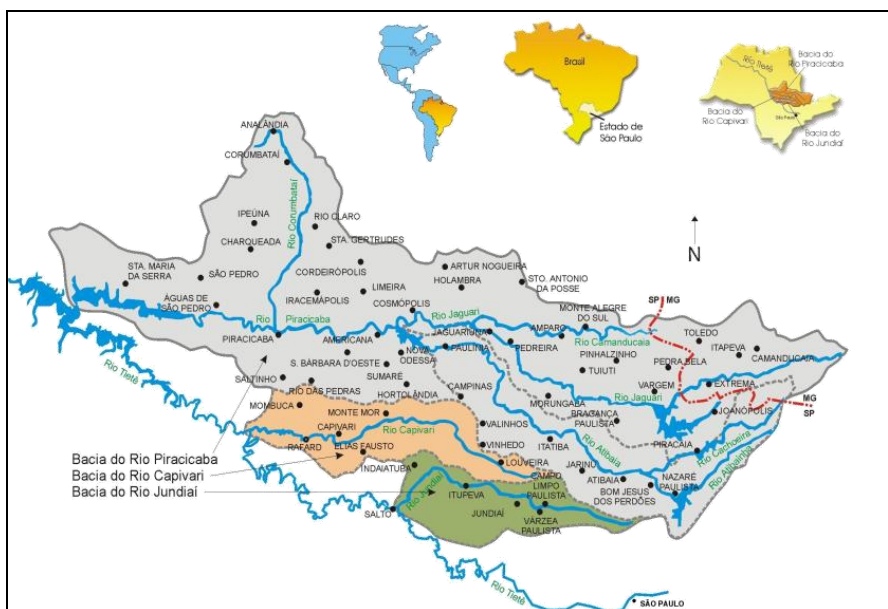 Brasil
Estado de
São Paulo
Bacia do
Rio Piracicaba
Rio Tietê
Bacia do
Rio Capivari
São Paulo
Bacia do
Rio Jundiaí
N
ANALÂNDIA
CORUMBATAÍ
Rio Corumbataí
IPEÚNA
RIO CLARO
CHARQUEADA
STA. GERTRUDES
STA. MARIA
DA SERRA
SÃO PEDRO
CORDEIRÓPOLIS
ARTUR NOGUEIRA
HOLAMBRA
STO. ANTONIO
DA POSSE
ÁGUAS DE
SÃO PEDRO
IRACEMÁPOLIS
LIMEIRA
COSMÓPOLIS
MONTE ALEGRE
DO SUL
SP MG
Rio
Piracicaba
Rio Jaguari
PIRACICABA
AMERICANA
JAGUARIÚNA
AMPARO
Rio
Camanducaia
TOLEDO
ITAPEVA
CAMANDUCAIA
NOVA
ODESSA
PAULÍNIA
PEDREIRA
PINHALZINHO
PEDRA BELA
S. BÁRBARA D'OESTE
TUIUTI
SALTINHO
SUMARÉ
RIO DAS PEDRAS
HORTOLÂNDIA
CAMPINAS
MORUNGABA
Rio Jaguari
VARGEM
EXTREMA
MG
SP
MOMBUCA
MONTE MOR
BRAGANÇA
PAULISTA
JOANÓPOLIS
Rio Tietê
CAPIVARI
Rio Capivari
VALINHOS
RAFARD
ELIAS FAUSTO
VINHEDO
ITATIBA
Rio Atibaia
PIRACAIA
Rio Cachoeira
Rio Atibainha
Bacia do Rio Piracicaba
Bacia do Rio Capivari
Bacia do Rio Jundiaí
INDAIATUBA
LOUVEIRA
JARINÚ
ATIBAIA
NAZARÉ
PAULISTA
BOM JESUS
DOS PERDÕES
CAMPO
LIMPO
PAULISTA
Rio Jundiaí
ITUPEVA
SALTO
JUNDIAÍ
VÁRZEA
PAULISTA
Rio Tietê
SÃO PAULO